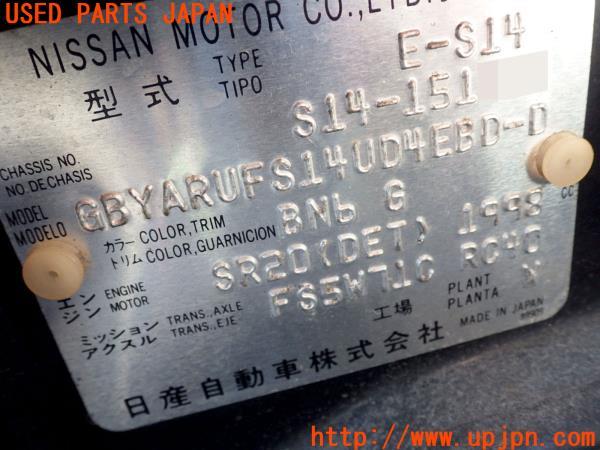 USED PARTS JAPAN
NISSAN MOTOR CO.,LTD.
型式 TYPE TIPO E-S14
CHASSIS NO. NO.DECHASIS S14-151
MODEL MODELO GBYARUFS14UD4EBD-D
カラー COLOR,TRIM
トリム COLOR,GUARNICION BN6 G
エンジン ENGINE MOTOR SR20(DET) 1998 CC
ミッション アクスル TRANS.,AXLE TRANS.,EJE FS5W71C RC40
工場 PLANT PLANTA X
日産自動車株式会社 MADE IN JAPAN
http://www.upjpn.com